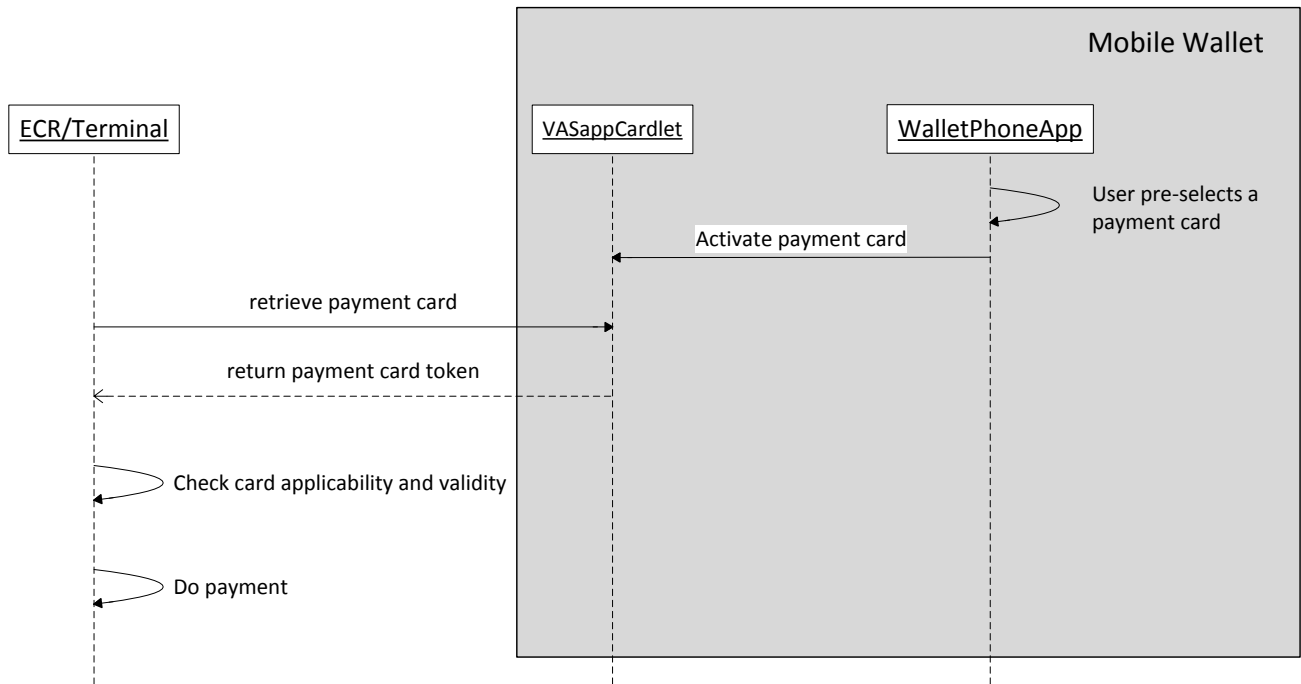 Mobile Wallet
ECR/Terminal
VASappCardlet
WalletPhoneApp
User pre-selects a
payment card
Activate payment card
retrieve payment card
return payment card token
Check card applicability and validity
Do payment